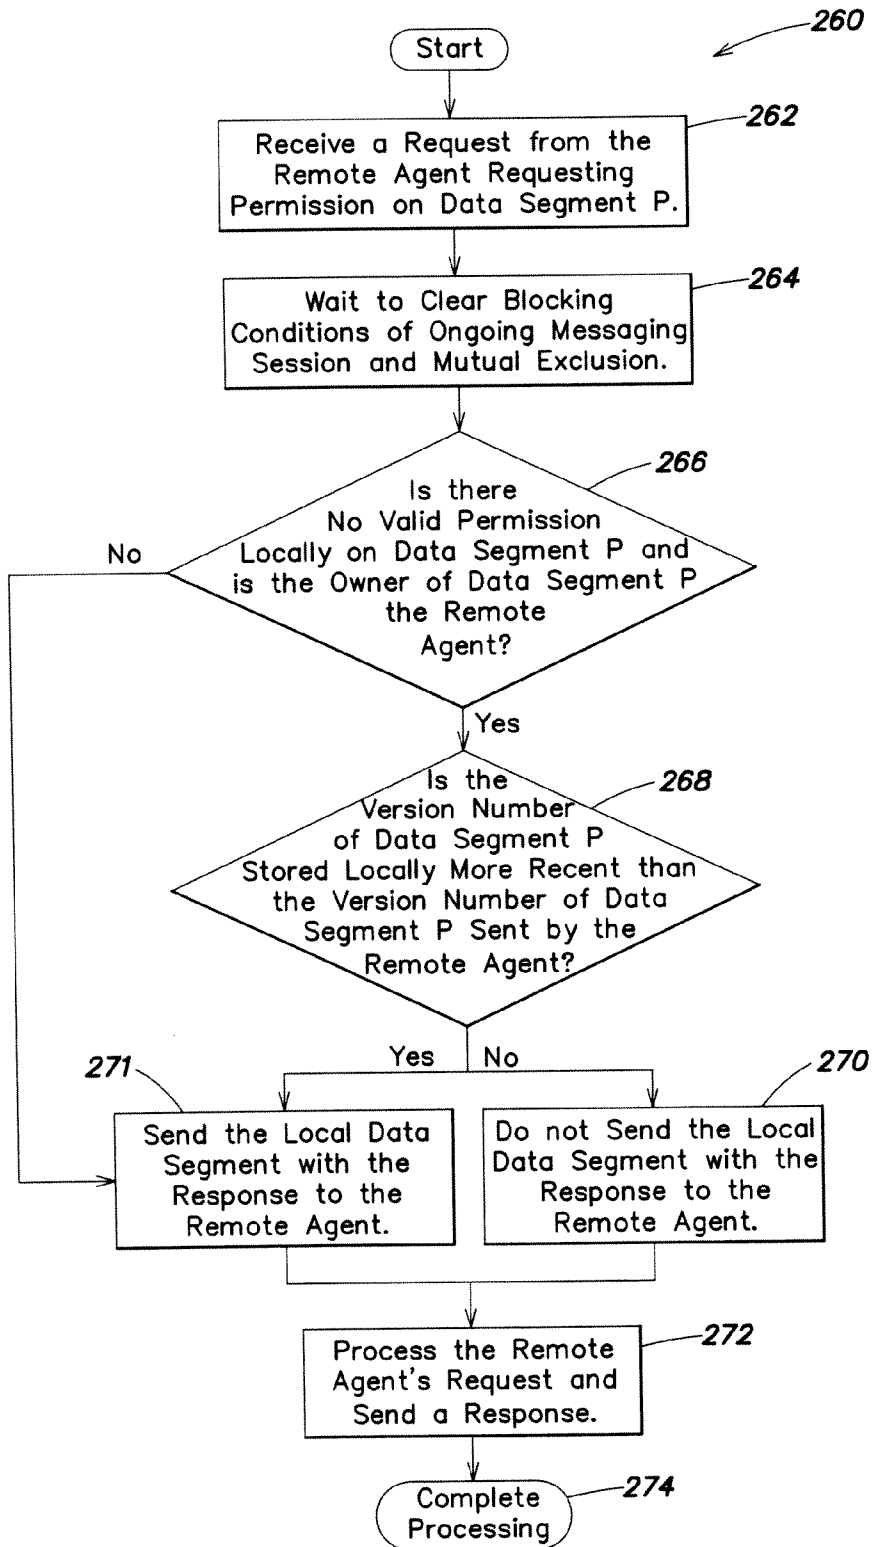 260
Start
262
Receive a Request from the
Remote Agent Requesting
Permission on Data Segment P.
264
Wait to Clear Blocking
Conditions of Ongoing Messaging
Session and Mutual Exclusion.
266
Is there
No Valid Permission
Locally on Data Segment P and
is the Owner of Data Segment P
the Remote
Agent?
No
Yes
268
Is the
Version Number
of Data Segment P
Stored Locally More Recent than
the Version Number of Data
Segment P Sent by the
Remote Agent?
Yes
No
271
Send the Local Data
Segment with the
Response to the
Remote Agent.
270
Do not Send the Local
Data Segment with the
Response to the
Remote Agent.
272
Process the Remote
Agent's Request and
Send a Response.
274
Complete
Processing